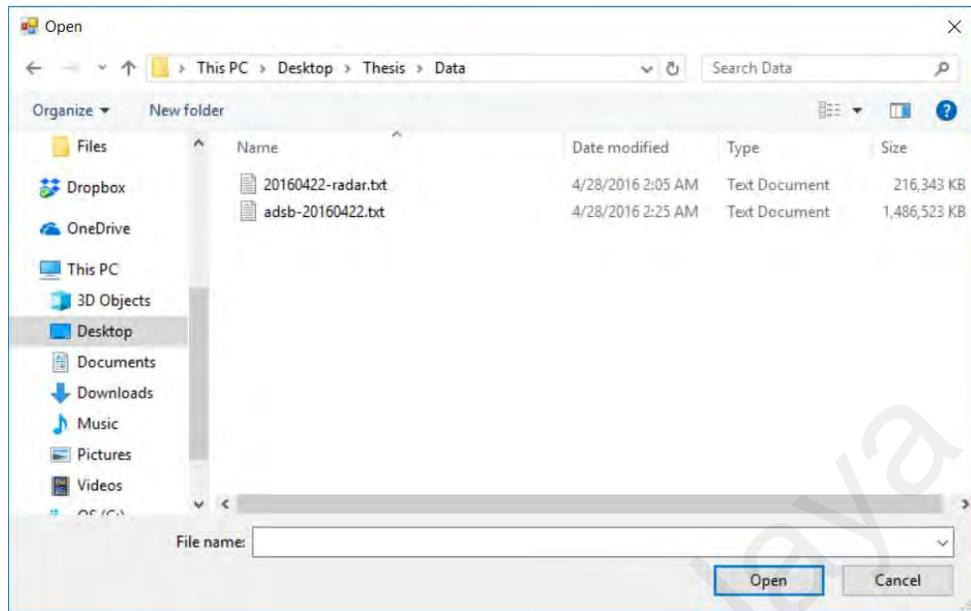 Open
This PC > Desktop > Thesis > Data
Search Data
Organize
New folder
Name Date modified Type Size
20160422-radar.txt 4/28/2016 2:05 AM Text Document 216,343 KB
adsb-20160422.txt 4/28/2016 2:25 AM Text Document 1,486,523 KB
Files
Dropbox
OneDrive
This PC
3D Objects
Desktop
Documents
Downloads
Music
Pictures
Videos
File name:
Open Cancel
laya